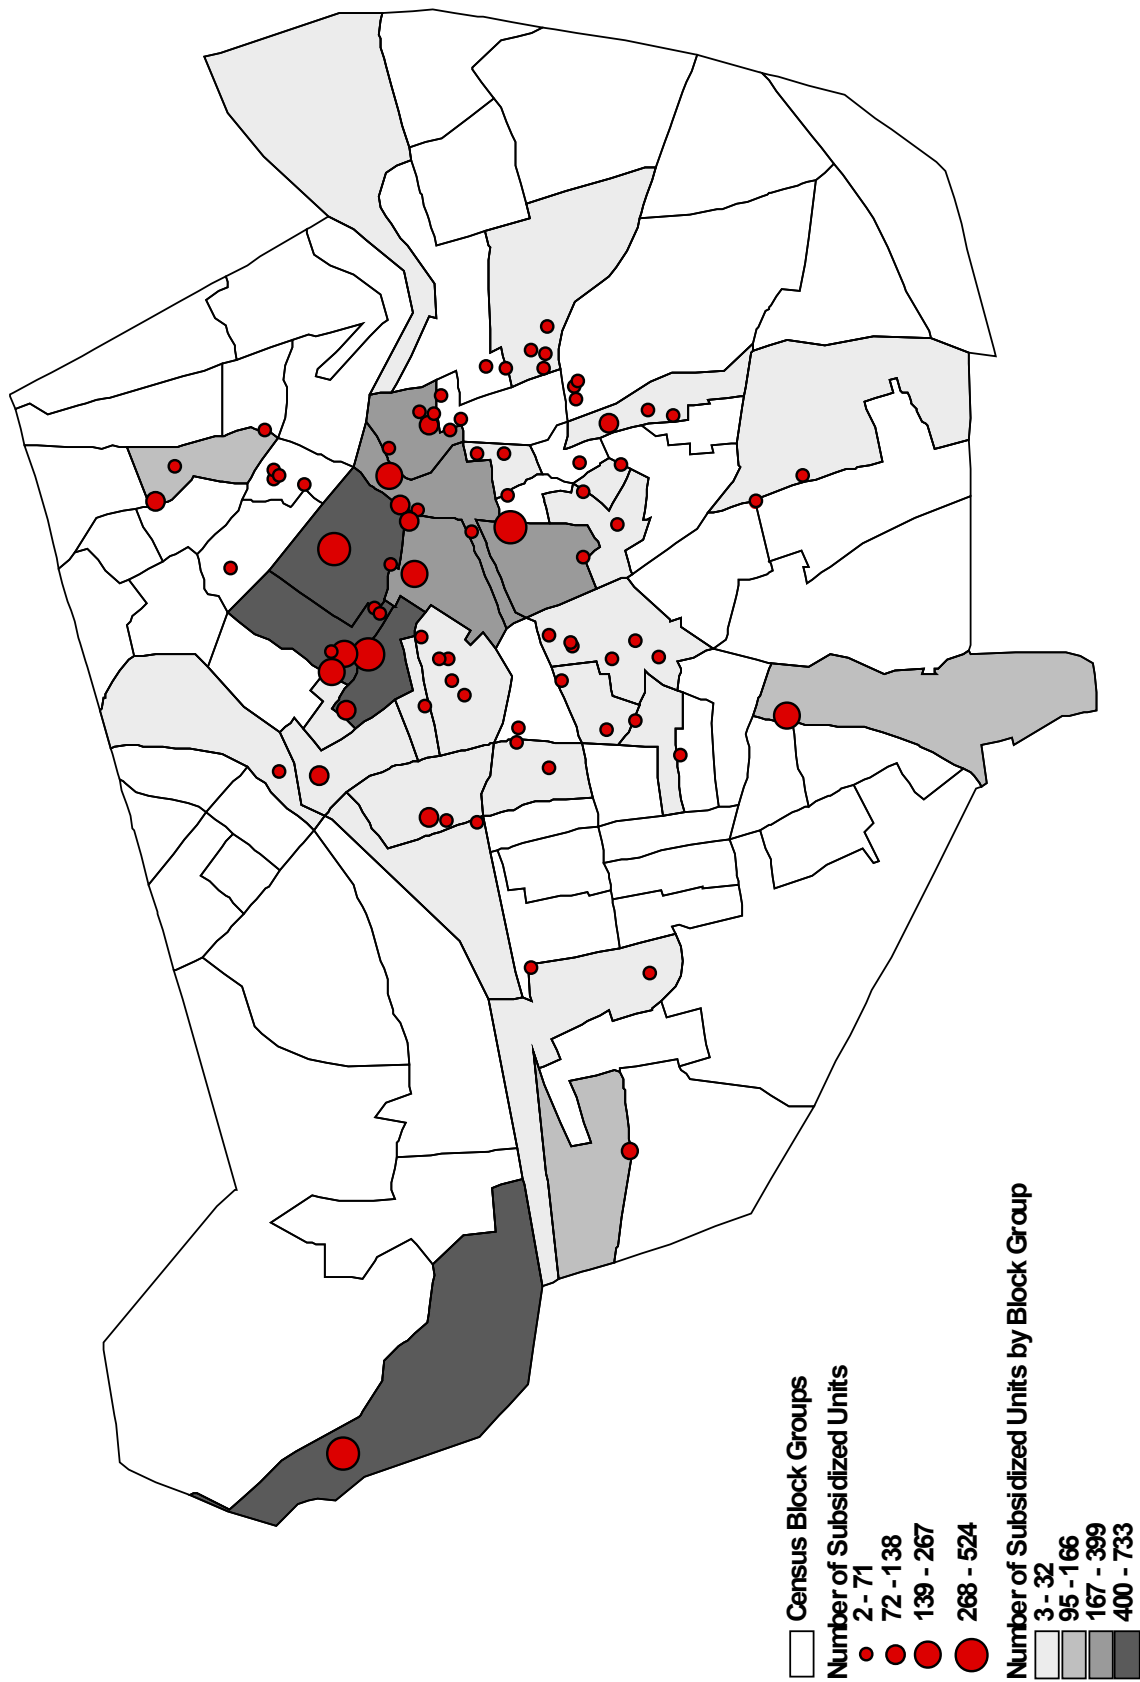 Census Block Groups
Number of Subsidized Units
2 - 71
72 - 138
139 - 267
268 - 524
Number of Subsidized Units by Block Group
3 - 32
95 - 166
167 - 399
400 - 733